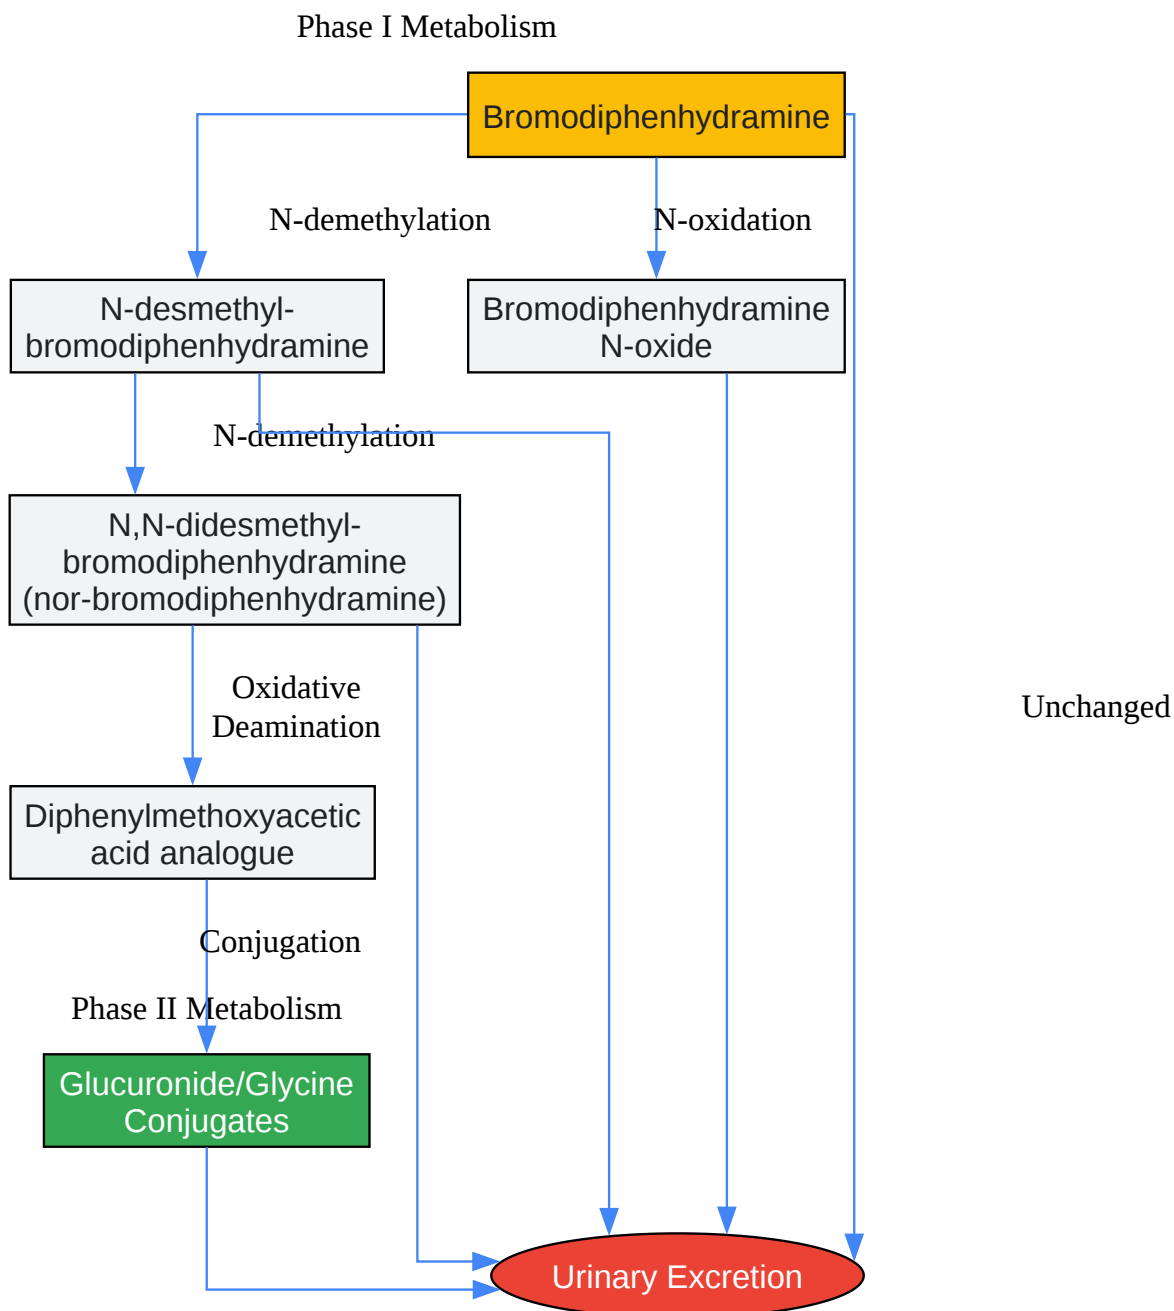 Phase I Metabolism
Bromodiphenhydramine
N-demethylation
N-oxidation
N-desmethyl-
bromodiphenhydramine
Bromodiphenhydramine
N-oxide
N-demethylation
N,N-didesmethyl-
bromodiphenhydramine
(nor-bromodiphenhydramine)
Oxidative
Deamination
Unchanged
Diphenylmethoxyacetic
acid analogue
Conjugation
Phase II Metabolism
Glucuronide/Glycine
Conjugates
Urinary Excretion